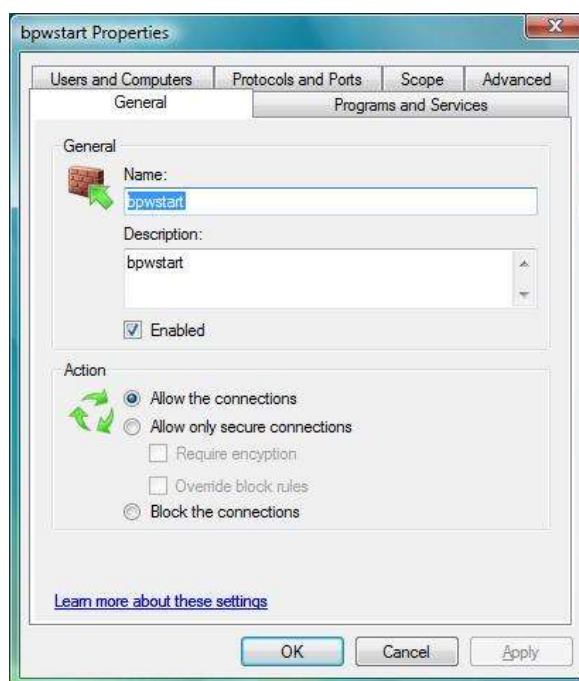 bpwstart Properties
Users and Computers Protocols and Ports Scope Advanced
General Programs and Services
General
Name:
bpwstart
Description:
bpwstart
Enabled
Action
Allow the connections
Allow only secure connections
Require encyption
Override block rules
Block the connections
Learn more about these settings
OK Cancel Apply